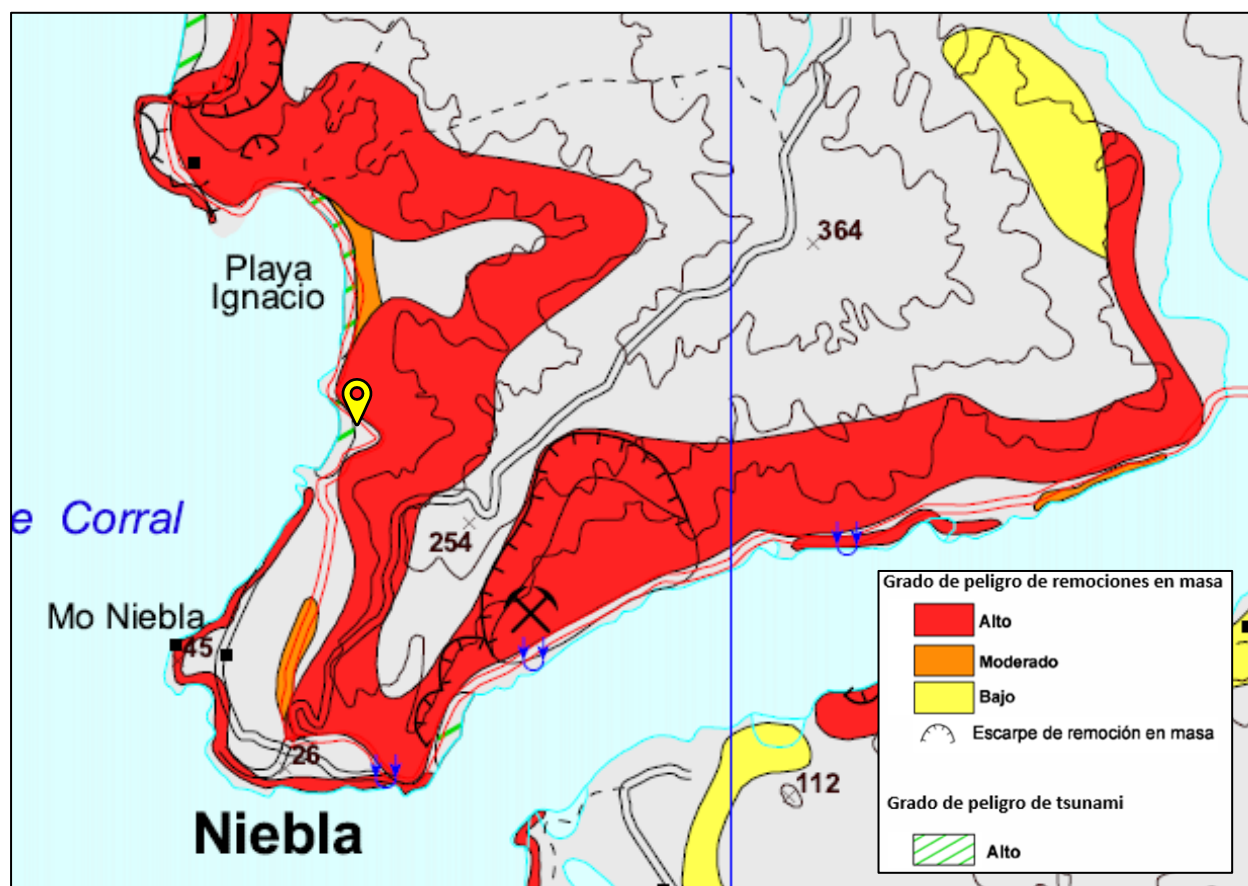 364
Playa
Ignacio
e Corral
254
Mo Niebla
45
26
Niebla
112
Grado de peligro de remociones en masa
Alto
Moderado
Bajo
Escarpe de remoción en masa
Grado de peligro de tsunami
Alto